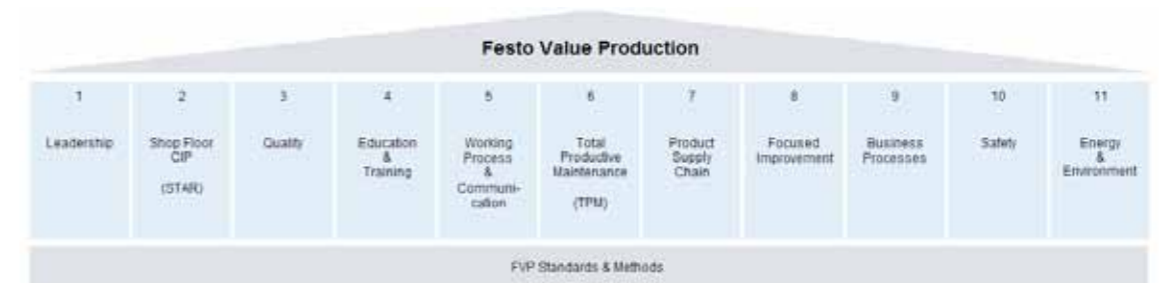 Festo Value Production
1
Leadership
2
Shop Floor
CIP
(STAR)
3
Quality
4
Education
&
Training
5
Working
Process
&
Communi-
cation
6
Total
Productive
Maintenance
(TPM)
7
Product
Supply
Chain
8
Focused
Improvement
9
Business
Processes
10
Safety
11
Energy
&
Environment
FVP Standards & Methods